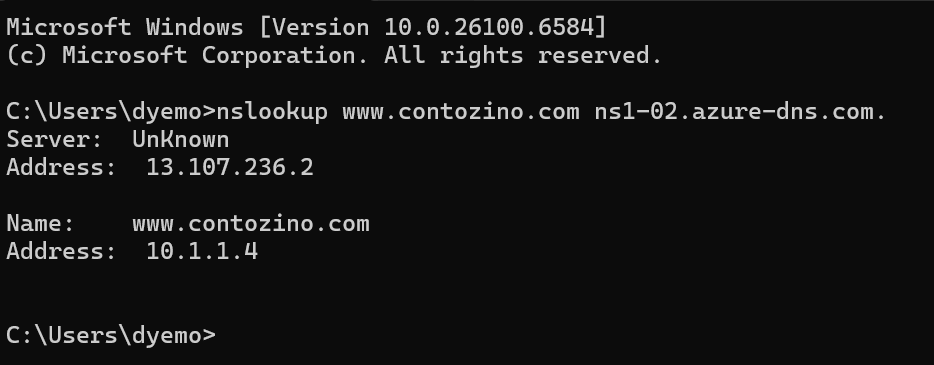 Microsoft Windows [Version 10.0.26100.6584]
(c) Microsoft Corporation. All rights reserved.
C:\Users\dyemo>nslookup www.contozino.com ns1-02.azure-dns.com.
Server:  UnKnown
Address:  13.107.236.2
Name:    www.contozino.com
Address:  10.1.1.4
C:\Users\dyemo>